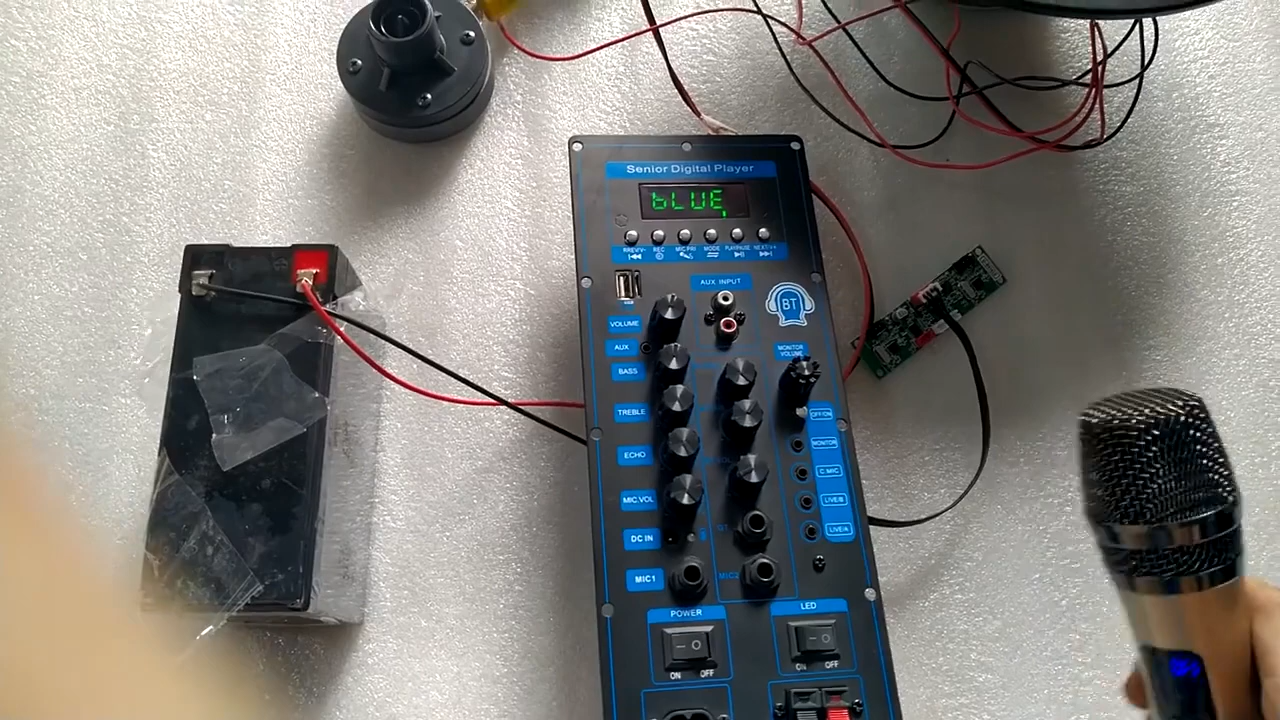 Senior Digital Player
bLUE
RREV/V- REC MIC.PRI MODE PLAY/PAUSE NEXT/V+
USB
AUX INPUT
BT
VOLUME
AUX
MONITOR
VOLUME
BASS
TREBLE
OFF/ON
MONITOR
ECHO
C.MIC
MIC.VOL
LIVE/B
DC IN
LIVE/A
MIC1
MIC2
POWER
LED
ON OFF
ON OFF